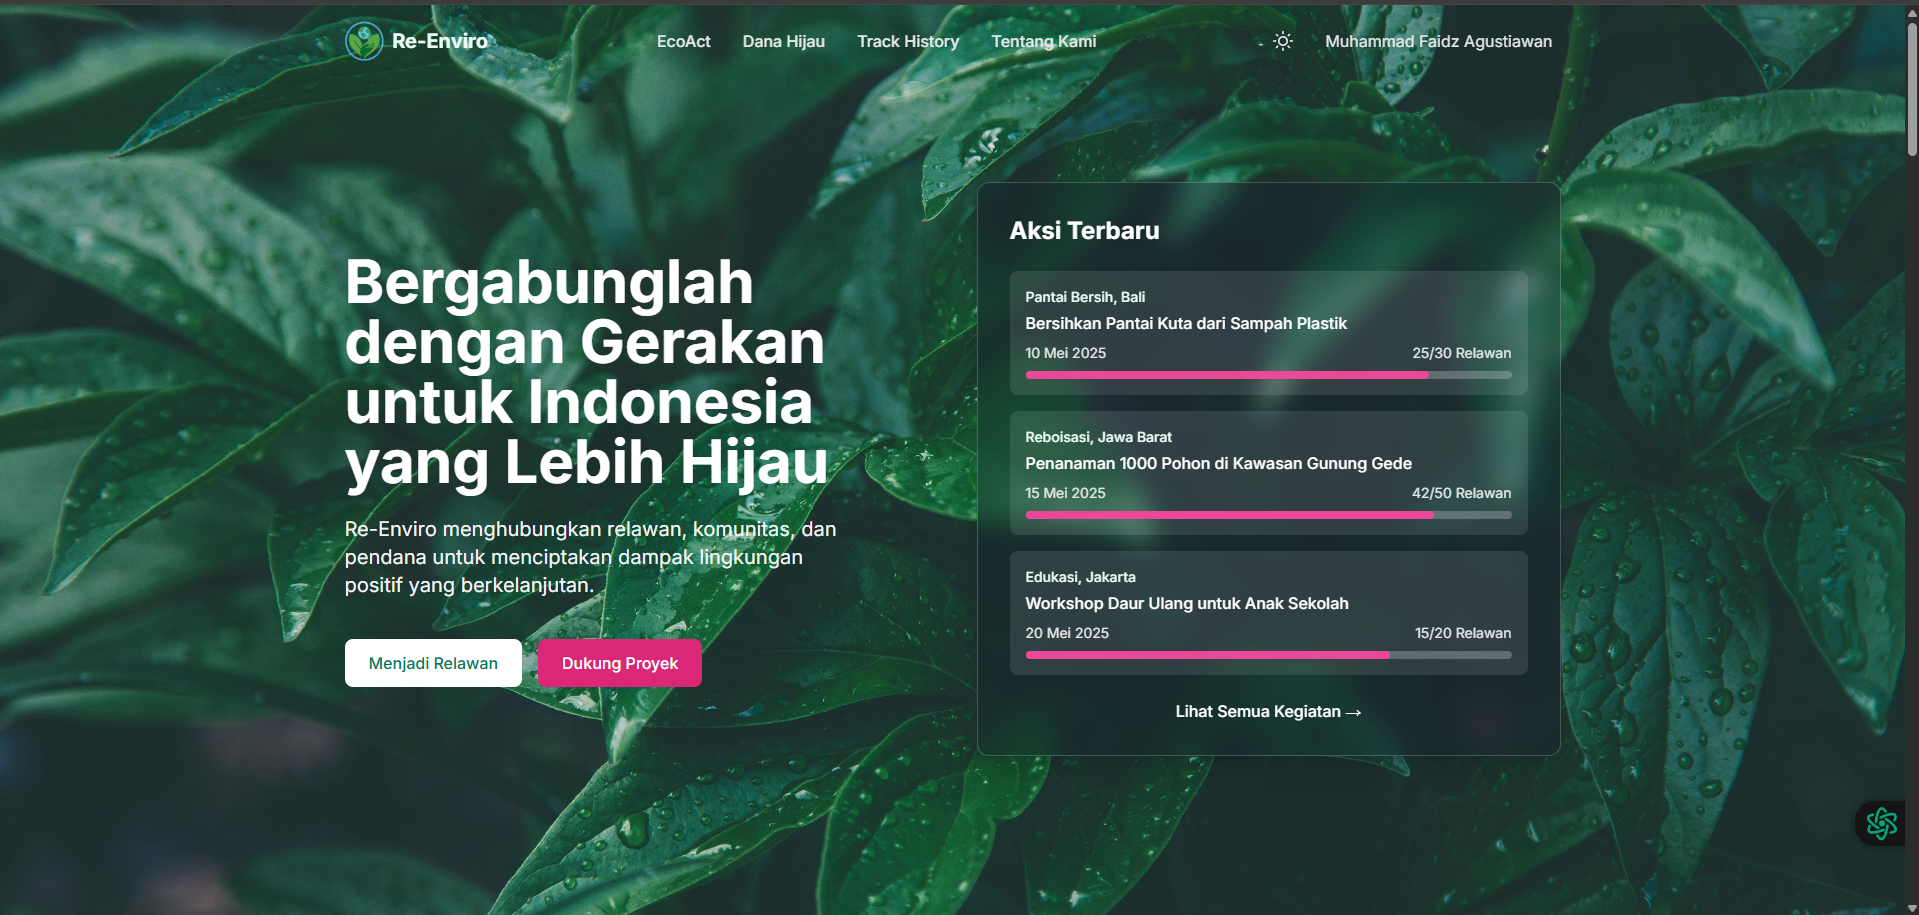 Re-Enviro
EcoAct
Dana Hijau
Track History
Tentang Kami
Muhammad Faidz Agustiawan
Bergabunglah
dengan Gerakan
untuk Indonesia
yang Lebih Hijau
Re-Enviro menghubungkan relawan, komunitas, dan
pendana untuk menciptakan dampak lingkungan
positif yang berkelanjutan.
Menjadi Relawan
Dukung Proyek
Aksi Terbaru
Pantai Bersih, Bali
Bersihkan Pantai Kuta dari Sampah Plastik
10 Mei 2025
25/30 Relawan
Reboisasi, Jawa Barat
Penanaman 1000 Pohon di Kawasan Gunung Gede
15 Mei 2025
42/50 Relawan
Edukasi, Jakarta
Workshop Daur Ulang untuk Anak Sekolah
20 Mei 2025
15/20 Relawan
Lihat Semua Kegiatan →